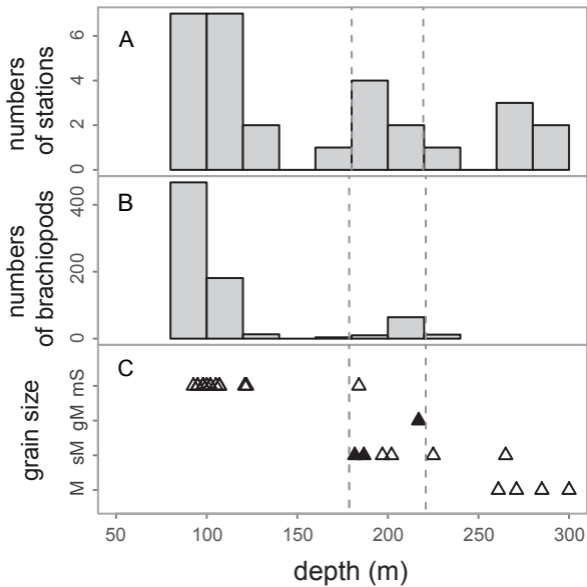 A
numbers
of stations
6
4
2
0
B
numbers
of brachiopods
400
200
0
C
grain size
mS
gM
sM
M
50 100 150 200 250 300
depth (m)